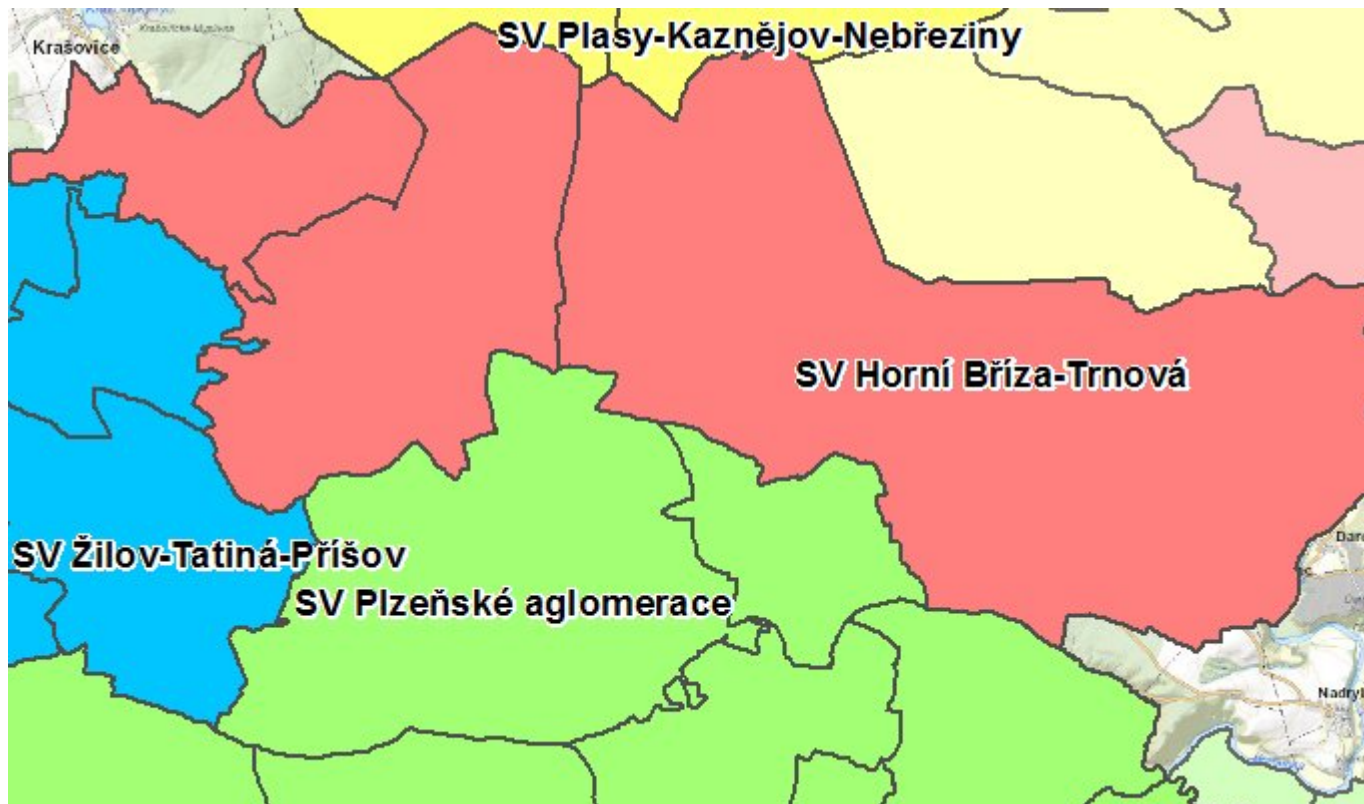 SV Plasy-Kaznějov-Nebřeziny
Krašovice
SV Horní Bříza-Trnová
SV Žilov-Tatiná-Příšov
SV Plzeňské aglomerace